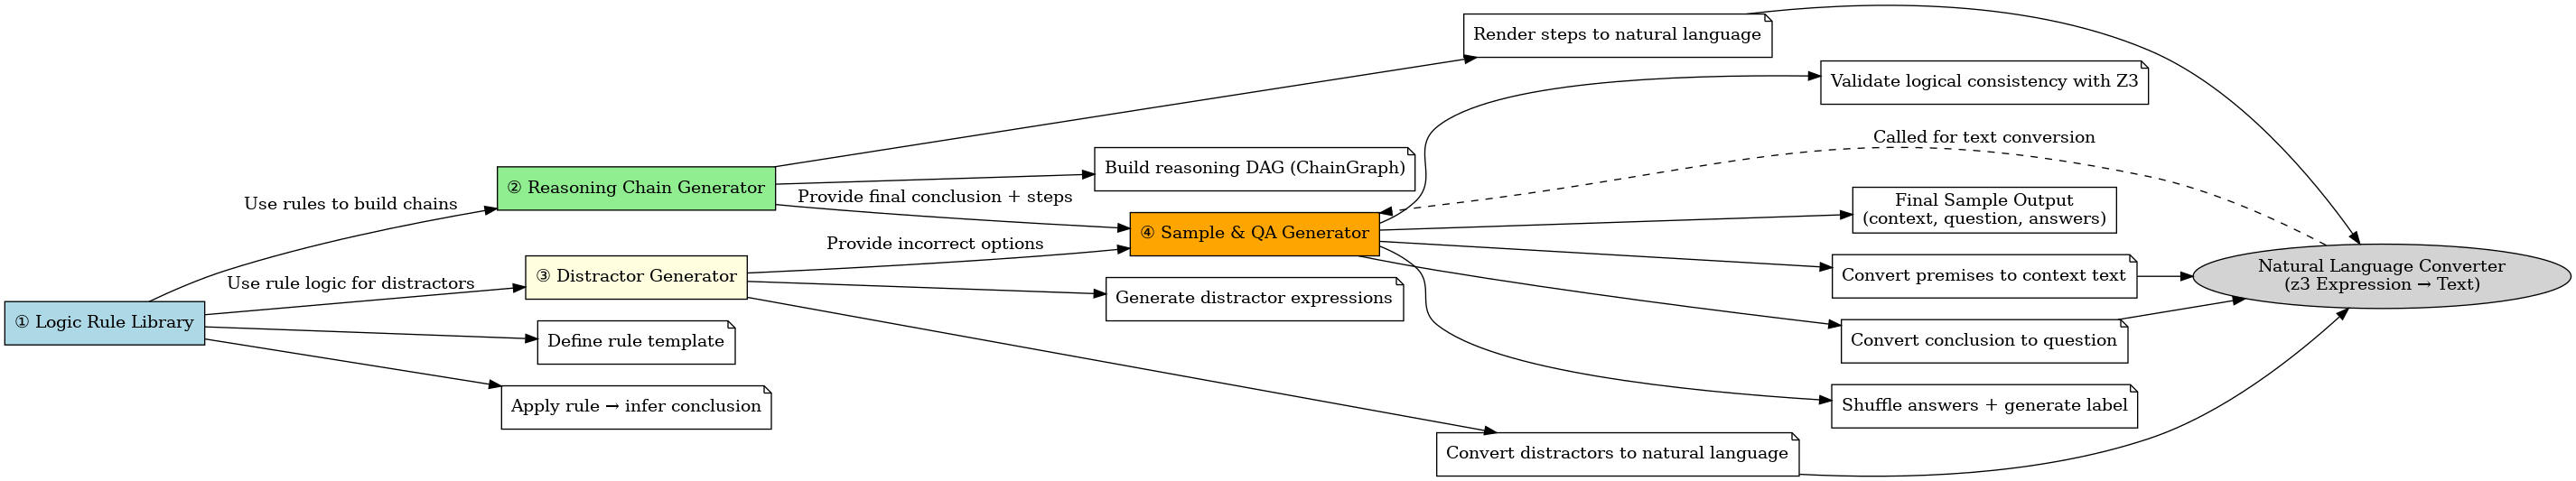 ① Logic Rule Library
Use rules to build chains
Use rule logic for distractors
② Reasoning Chain Generator
③ Distractor Generator
Define rule template
Apply rule → infer conclusion
Provide final conclusion + steps
Provide incorrect options
Build reasoning DAG (ChainGraph)
④ Sample & QA Generator
Generate distractor expressions
Render steps to natural language
Convert distractors to natural language
Validate logical consistency with Z3
Called for text conversion
Final Sample Output
(context, question, answers)
Convert premises to context text
Convert conclusion to question
Shuffle answers + generate label
Natural Language Converter
(z3 Expression → Text)